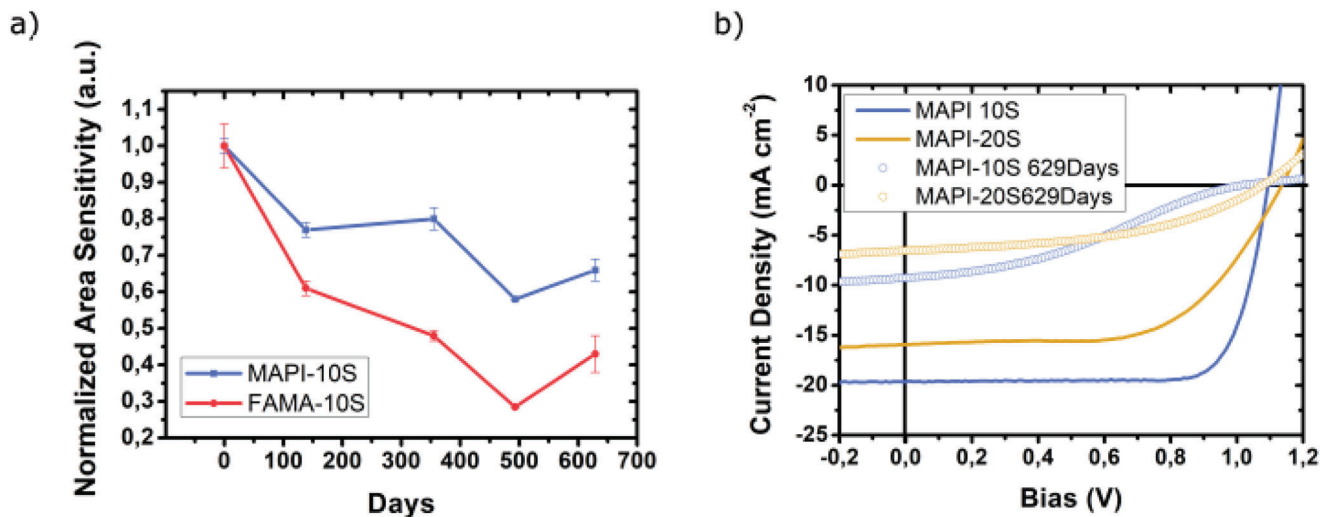 a)
Normalized Area Sensitivity (a.u.)
1,1
1,0
0,9
0,8
0,7
0,6
0,5
0,4
0,3
0,2
MAPI-10S
FAMA-10S
0 100 200 300 400 500 600 700
Days
b)
Current Density (mA cm-2)
10
5
0
-5
-10
-15
-20
-25
MAPI 10S
MAPI-20S
MAPI-10S 629Days
MAPI-20S629Days
-0,2 0,0 0,2 0,4 0,6 0,8 1,0 1,2
Bias (V)